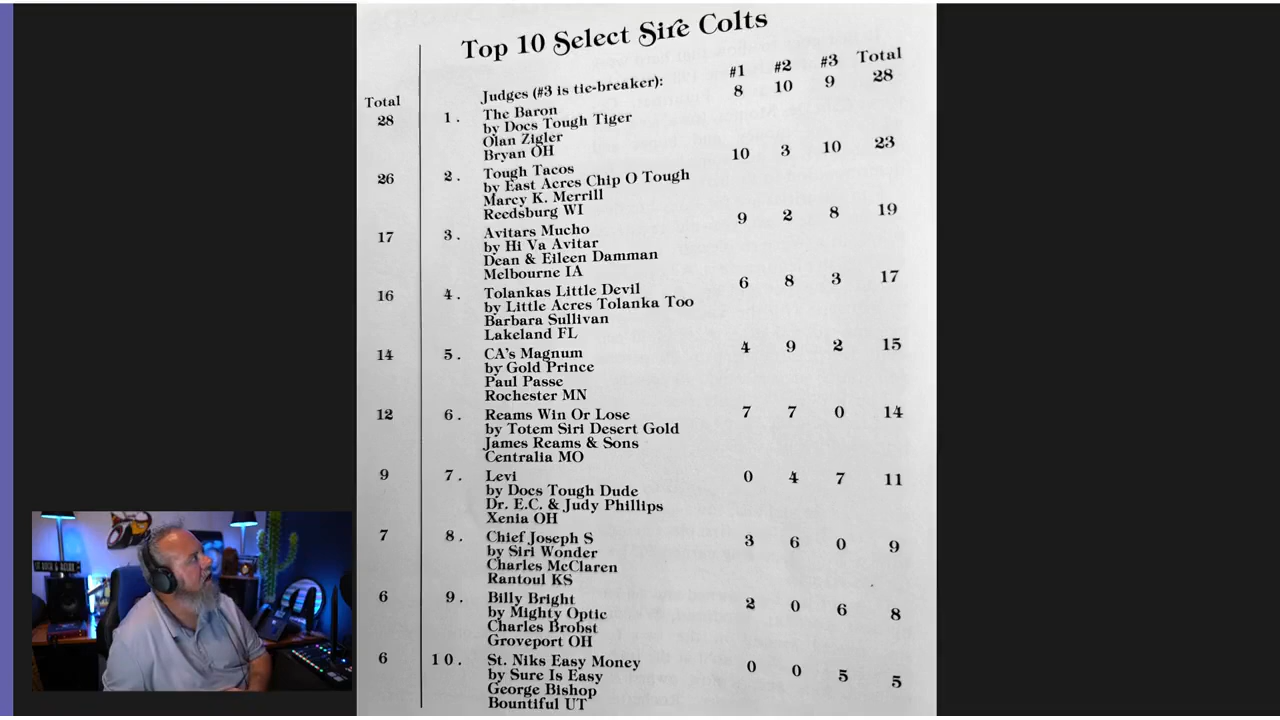 Top 10 Select Sire Colts
Total
Judges (#3 is tie-breaker): #1 #2 #3 Total
28 1. The Baron 8 10 9 28
by Docs Tough Tiger
Olan Zigler
Bryan OH
26 2. Tough Tacos 10 3 10 23
by East Acres Chip O Tough
Marcy K. Merrill
Reedsburg WI
17 3. Avitars Mucho 9 2 8 19
by Hi Va Avitar
Dean & Eileen Damman
Melbourne IA
16 4. Tolankas Little Devil 6 8 3 17
by Little Acres Tolanka Too
Barbara Sullivan
Lakeland FL
14 5. CA's Magnum 4 9 2 15
by Gold Prince
Paul Passe
Rochester MN
12 6. Reams Win Or Lose 7 7 0 14
by Totem Siri Desert Gold
James Reams & Sons
Centralia MO
9 7. Levi 0 4 7 11
by Docs Tough Dude
Dr. E.C. & Judy Phillips
Xenia OH
7 8. Chief Joseph S 3 6 0 9
by Siri Wonder
Charles McClaren
Rantoul KS
6 9. Billy Bright 2 0 6 8
by Mighty Optic
Charles Brobst
Groveport OH
6 10. St. Niks Easy Money 0 0 5 5
by Sure Is Easy
George Bishop
Bountiful UT